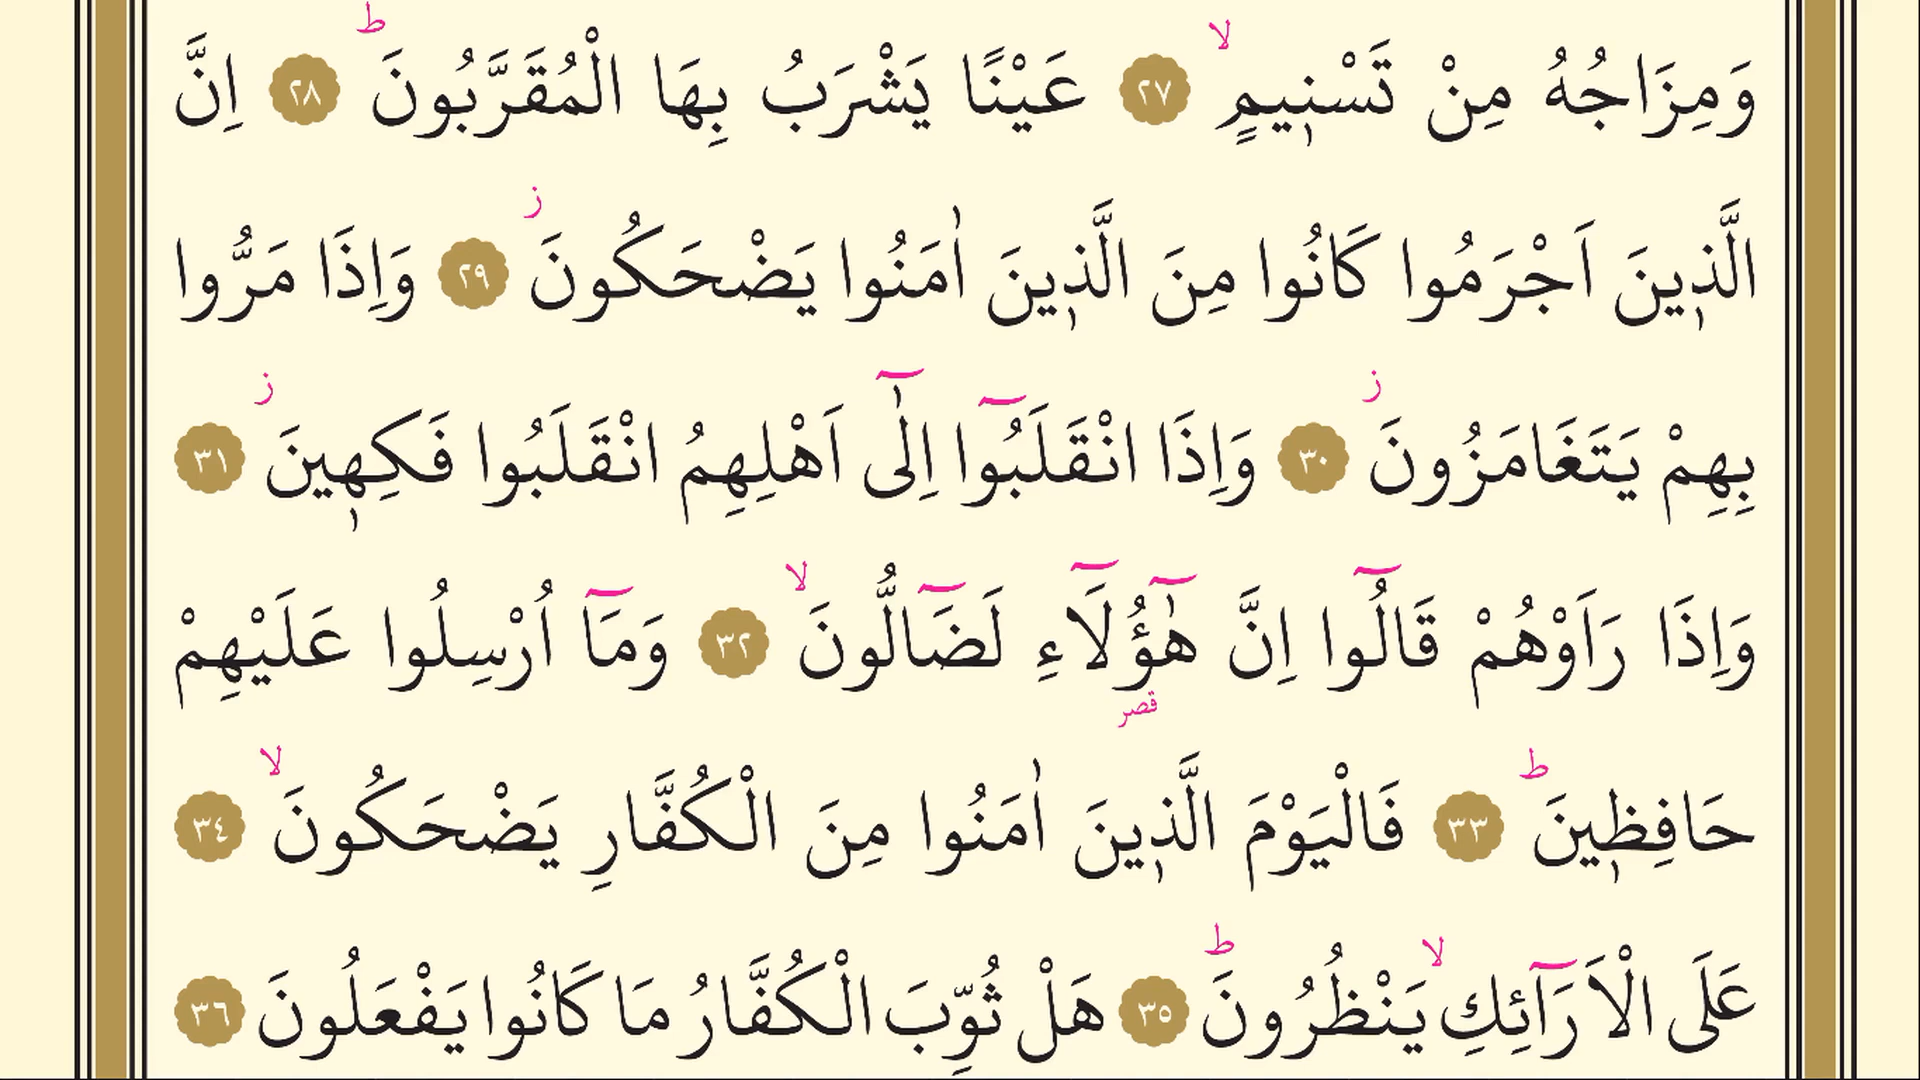 وَمِزَاجُهُ مِنْ تَسْنٖيمٍۙ ﴿٢٧﴾ عَيْنًا يَشْرَبُ بِهَا الْمُقَرَّبُونَۜ ﴿٢٨﴾ اِنَّ
الَّذٖينَ اَجْرَمُوا كَانُوا مِنَ الَّذٖينَ اٰمَنُوا يَضْحَكُونَؗ ﴿٢٩﴾ وَاِذَا مَرُّوا
بِهِمْ يَتَغَامَزُونَؗ ﴿٣٠﴾ وَاِذَا انْقَلَبُٓوا اِلٰٓى اَهْلِهِمُ انْقَلَبُوا فَكِهٖينَؗ ﴿٣١﴾
وَاِذَا رَاَوْهُمْ قَالُٓوا اِنَّ هٰٓؤُ۬لَٓاءِ لَضَٓالُّونَۙ ﴿٣٢﴾ وَمَٓا اُرْسِلُوا عَلَيْهِمْ
قصر
حَافِظٖينَؕ ﴿٣٣﴾ فَالْيَوْمَ الَّذٖينَ اٰمَنُوا مِنَ الْكُفَّارِ يَضْحَكُونَۙ ﴿٣٤﴾
عَلَى الْاَرَٓائِكِۙ يَنْظُرُونَؕ ﴿٣٥﴾ هَلْ ثُوِّبَ الْكُفَّارُ مَا كَانُوا يَفْعَلُونَ ﴿٣٦﴾